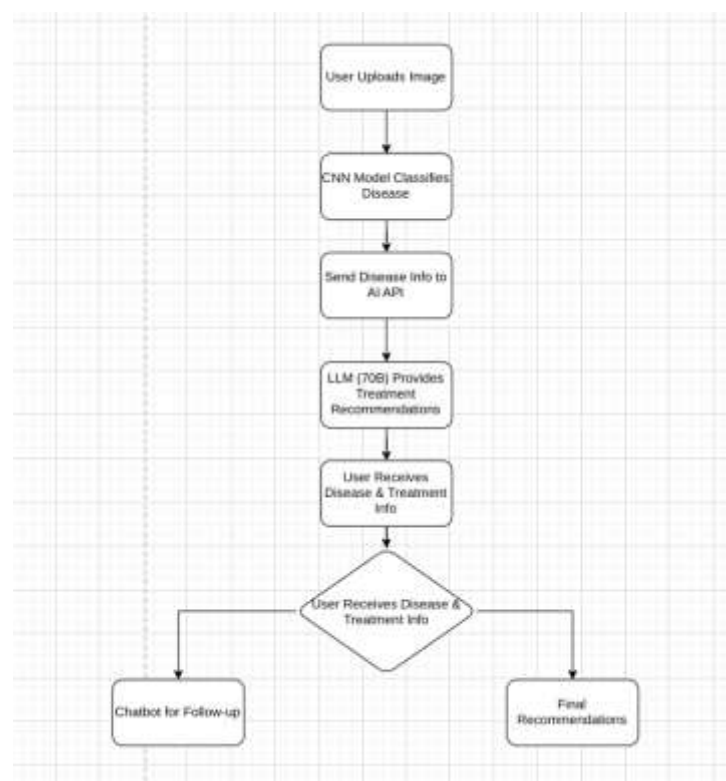 User Uploads Image
CNN Model Classifies
Disease
Send Disease Info to
AI API
LLM (70B) Provides
Treatment
Recommendations
User Receives
Disease & Treatment
Info
User Receives Disease &
Treatment Info
Chatbot for Follow-up
Final
Recommendations